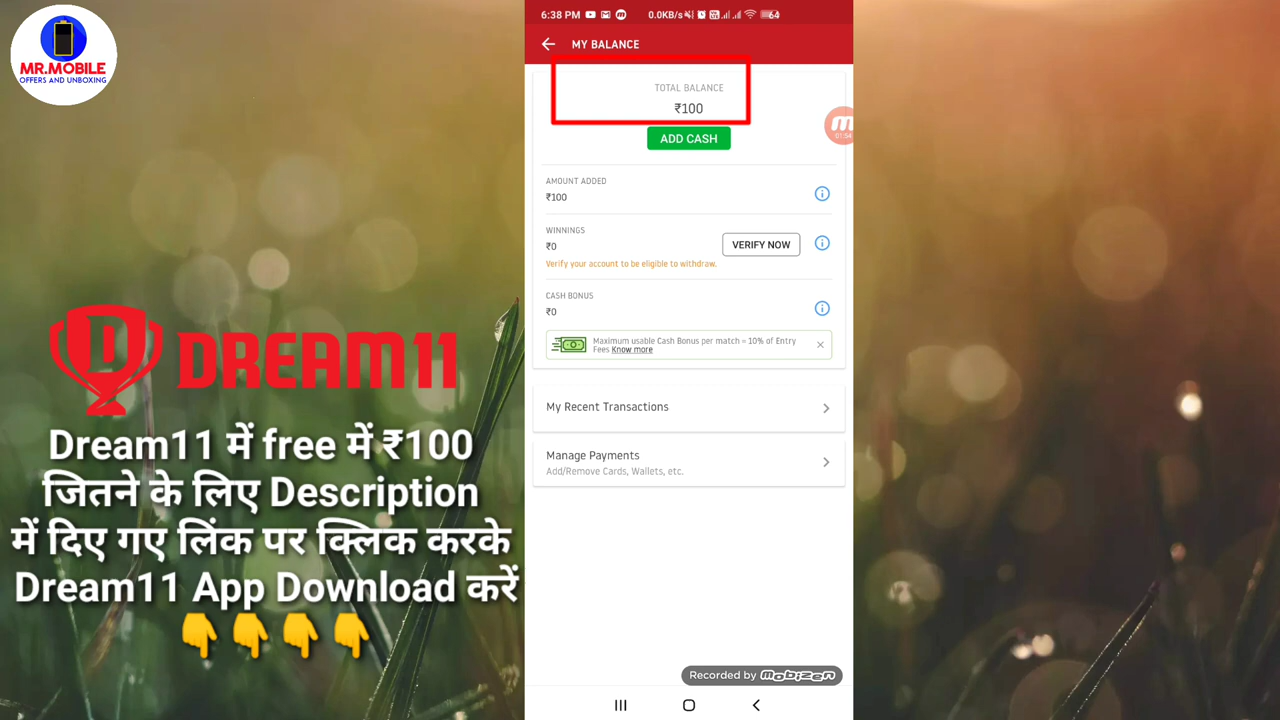 MR.MOBILE
OFFERS AND UNBOXING
DREAM11
Dream11 में free में ₹100
जितने के लिए Description
में दिए गए लिंक पर क्लिक करके
Dream11 App Download करें
👇👇👇👇
6:38 PM 0.0KB/s 64
MY BALANCE
TOTAL BALANCE
₹100
ADD CASH
01:54
AMOUNT ADDED
₹100
WINNINGS
₹0
VERIFY NOW
Verify your account to be eligible to withdraw.
CASH BONUS
₹0
Maximum usable Cash Bonus per match = 10% of Entry
Fees Know more
My Recent Transactions
Manage Payments
Add/Remove Cards, Wallets, etc.
Recorded by mobizen